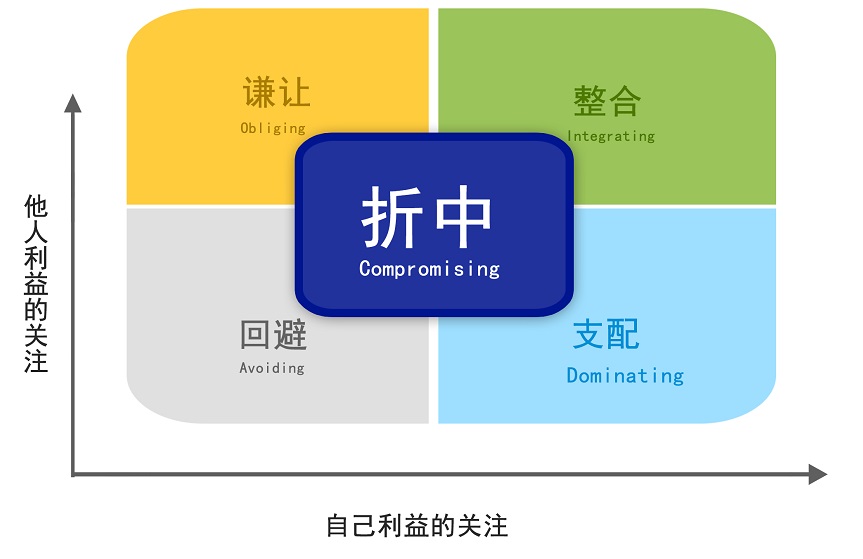 谦让
Obliging
整合
Integrating
折中
Compromising
回避
Avoiding
支配
Dominating
他人利益的关注
自己利益的关注